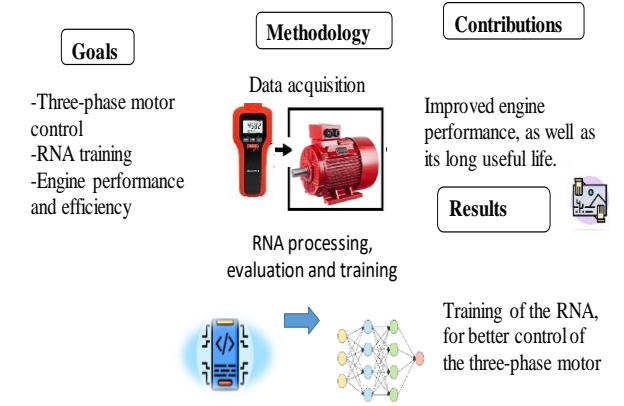 Goals
-Three-phase motor
control
-RNA training
-Engine performance
and efficiency
Methodology
Data acquisition
RNA processing,
evaluation and training
</>
Contributions
Improved engine
performance, as well as
its long useful life.
Results
Training of the RNA,
for better control of
the three-phase motor